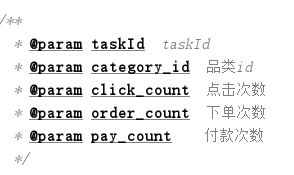 /**
 * @param taskId  taskId
 * @param category_id  品类id
 * @param click_count  点击次数
 * @param order_count  下单次数
 * @param pay_count    付款次数
 */